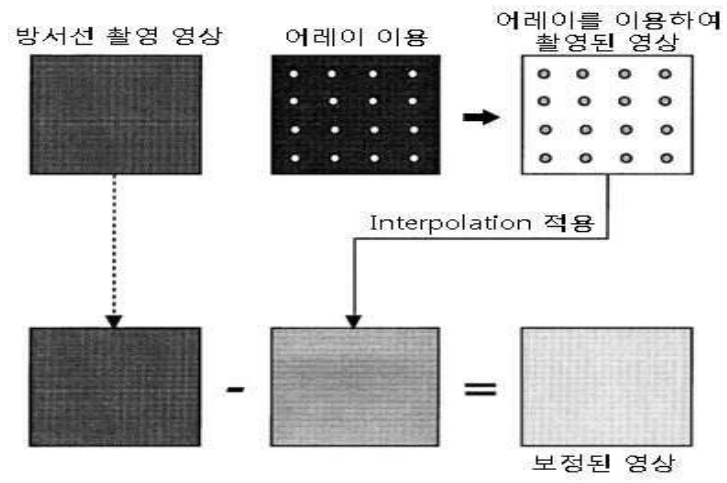 방서선 촬영 영상
어레이 이용
어레이를 이용하여
촬영된 영상
Interpolation 적용
-
=
보정된 영상